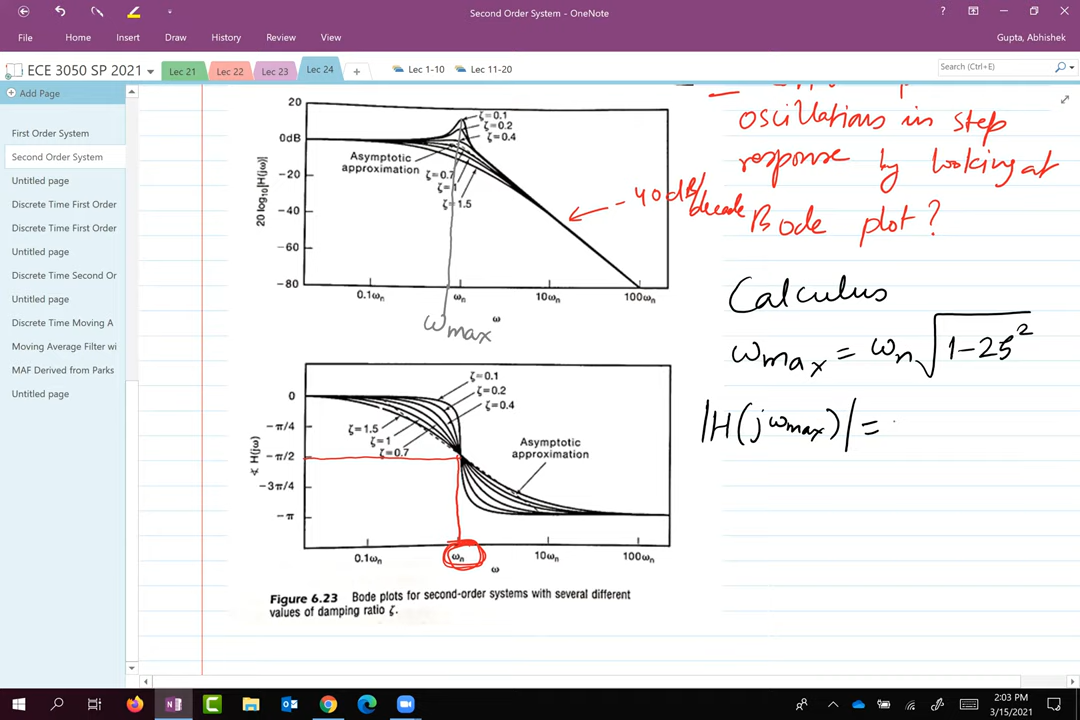 Second Order System - OneNote
?
Gupta, Abhishek
File Home Insert Draw History Review View
ECE 3050 SP 2021
Lec 21
Lec 22
Lec 23
Lec 24
Lec 1-10
Lec 11-20
Search (Ctrl+E)
Add Page
First Order System
Second Order System
Untitled page
Discrete Time First Order
Discrete Time First Order
Untitled page
Discrete Time Second Or
Untitled page
Discrete Time Moving A
Moving Average Filter wi
MAF Derived from Parks
Untitled page
20 log₁₀|H(jω)|
20
0dB
-20
-40
-60
-80
ζ=0.1
ζ=0.2
ζ=0.4
Asymptotic
approximation
ζ=0.7
ζ=1
ζ=1.5
0.1ωn ωn 10ωn 100ωn
ω
ωmax
-40 dB/
decade
oscillations in step
response by looking at
Bode plot?
Calculus
ωmax = ωn √1-2ζ²
|H(jωmax)| =
∢ H(jω)
0
-π/4
-π/2
-3π/4
-π
ζ=0.1
ζ=0.2
ζ=0.4
ζ=1.5
ζ=1
ζ=0.7
Asymptotic
approximation
0.1ωn ωn 10ωn 100ωn
ω
Figure 6.23 Bode plots for second-order systems with several different
values of damping ratio ζ.
2:03 PM
3/15/2021